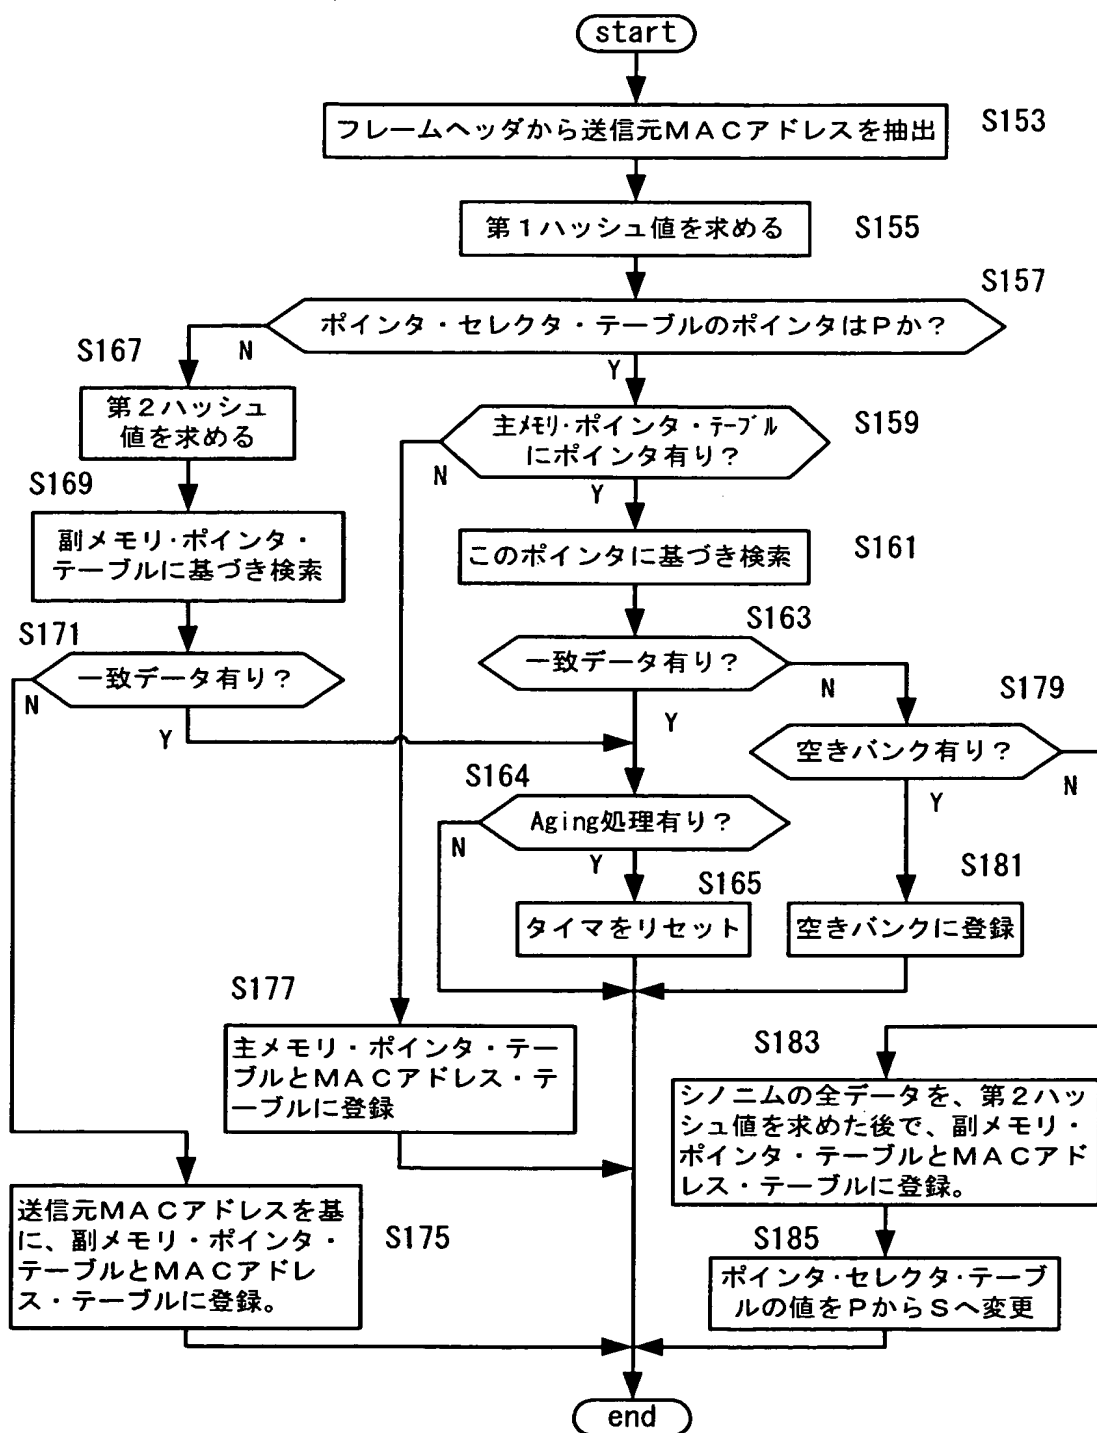 start
フレームヘッダから送信元MACアドレスを抽出
S153
第1ハッシュ値を求める
S155
S157
ポインタ・セレクタ・テーブルのポインタはPか?
N
Y
S167
第2ハッシュ
値を求める
主メモリ・ポインタ・テーブル
にポインタ有り?
S159
N
Y
S169
副メモリ・ポインタ・
テーブルに基づき検索
このポインタに基づき検索
S161
S171
一致データ有り?
N
Y
S163
一致データ有り?
N
Y
S179
空きバンク有り?
N
Y
S164
Aging処理有り?
N
Y
S165
タイマをリセット
S181
空きバンクに登録
S177
主メモリ・ポインタ・テー
ブルとMACアドレス・テ
ーブルに登録
S183
シノニムの全データを、第2ハッ
シュ値を求めた後で、副メモリ・
ポインタ・テーブルとMACアド
レス・テーブルに登録。
送信元MACアドレスを基
に、副メモリ・ポインタ・
テーブルとMACアドレ
ス・テーブルに登録。
S175
S185
ポインタ・セレクタ・テーブ
ルの値をPからSへ変更
end